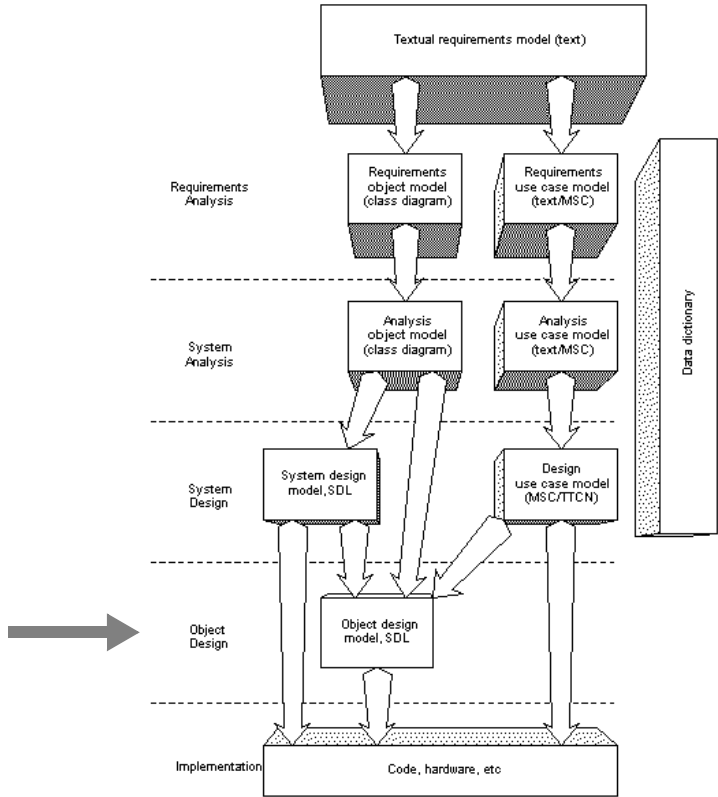 Textual requirements model (text)
Requirements
Analysis
Requirements
object model
(class diagram)
Requirements
use case model
(text/MSC)
System
Analysis
Analysis
object model
(class diagram)
Analysis
use case model
(text/MSC)
Data dictionary
System
Design
System design
model, SDL
Design
use case model
(MSC/TTCN)
Object
Design
Object design
model, SDL
Implementation
Code, hardware, etc